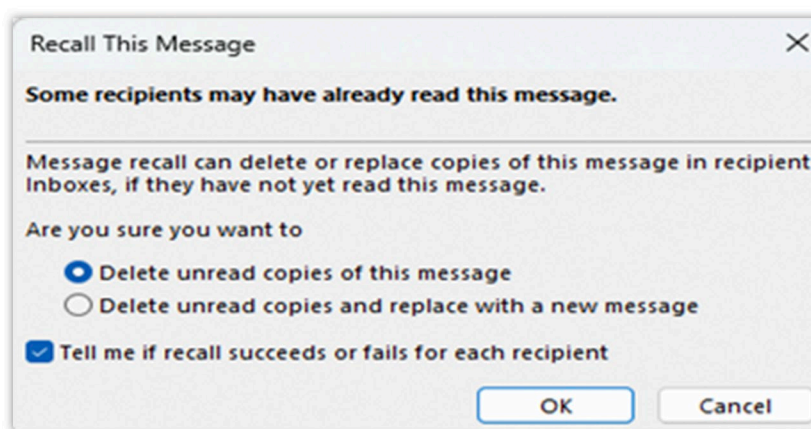 Recall This Message
Some recipients may have already read this message.
Message recall can delete or replace copies of this message in recipient
Inboxes, if they have not yet read this message.
Are you sure you want to
Delete unread copies of this message
Delete unread copies and replace with a new message
Tell me if recall succeeds or fails for each recipient
OK Cancel